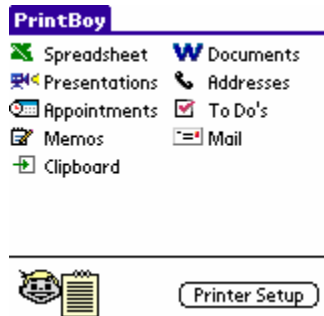 PrintBoy
Spreadsheet W Documents
Presentations Addresses
Appointments To Do's
Memos Mail
Clipboard
Printer Setup